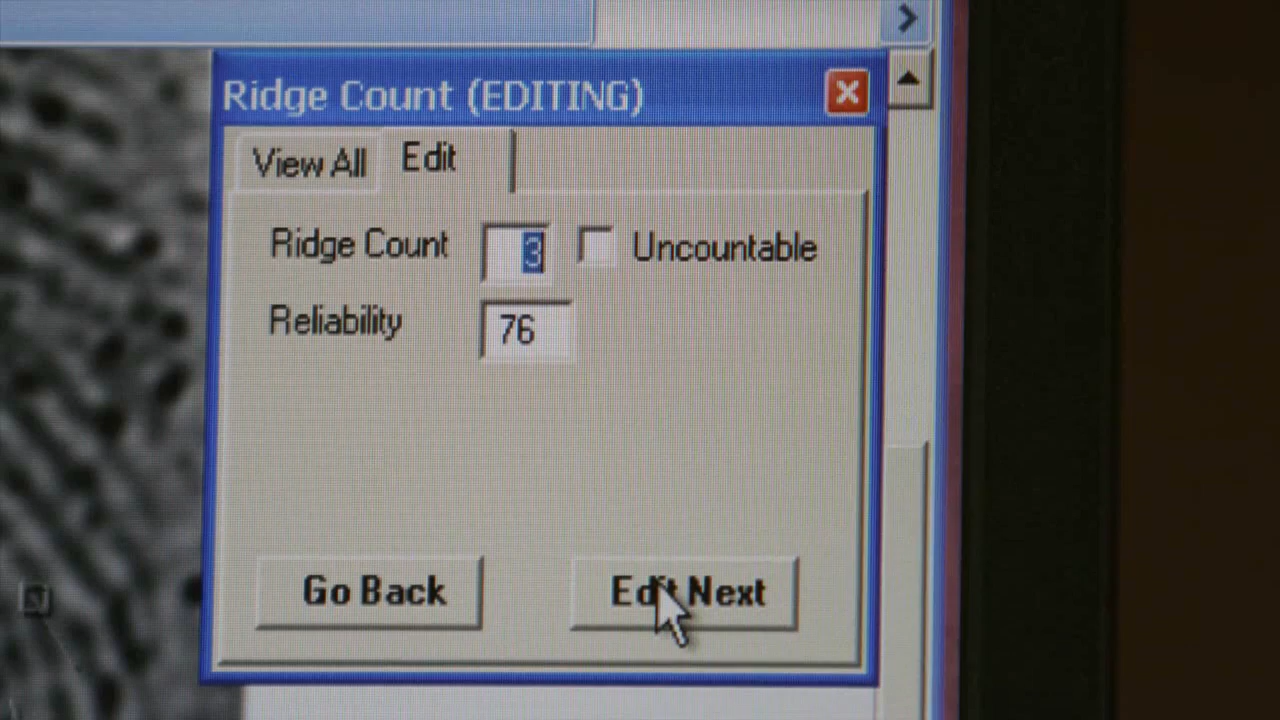 Ridge Count (EDITING)
View All Edit
Ridge Count 3 Uncountable
Reliability 76
Go Back Edit Next